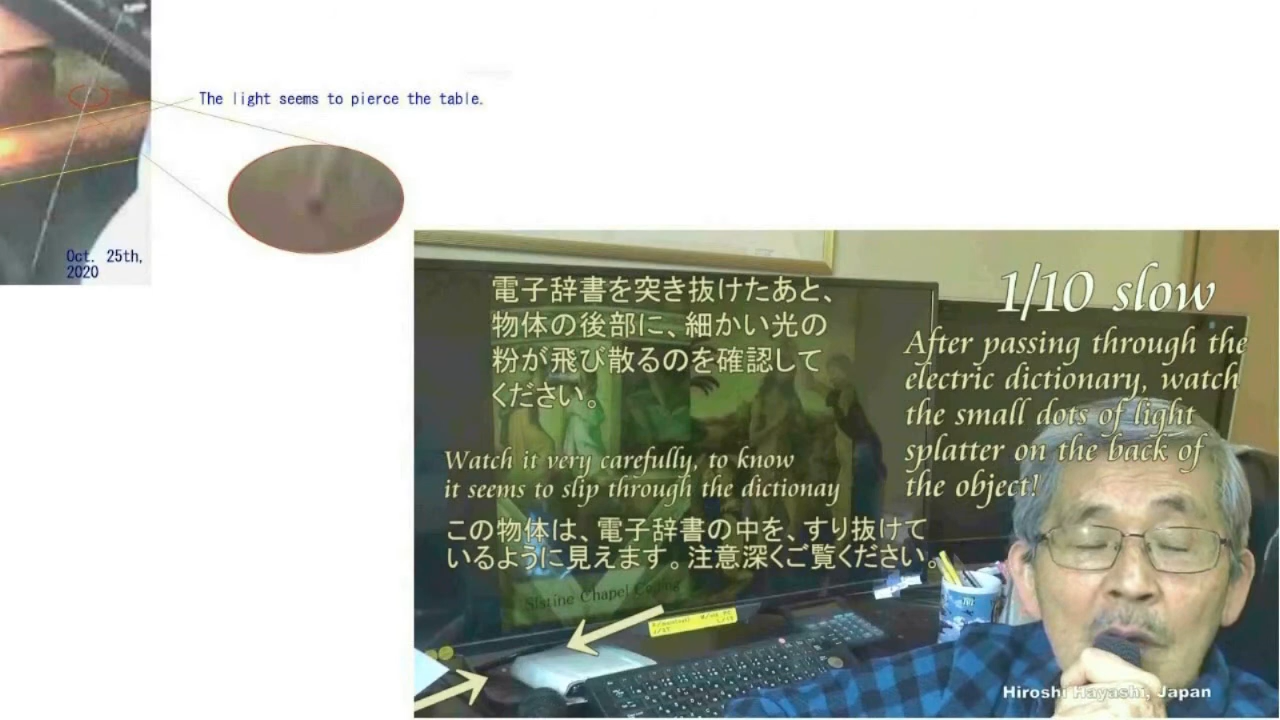 The light seems to pierce the table.
Oct. 25th,
2020
電子辞書を突き抜けたあと、
物体の後部に、細かい光の
粉が飛び散るのを確認して
ください。
1/10 slow
After passing through the
electric dictionary, watch
the small dots of light
splatter on the back of
the object!
Watch it very carefully, to know
it seems to slip through the dictionay
この物体は、電子辞書の中を、すり抜けて
いるように見えます。注意深くご覧ください。
Sistine Chapel Ceiling
Hiroshi Hayashi, Japan